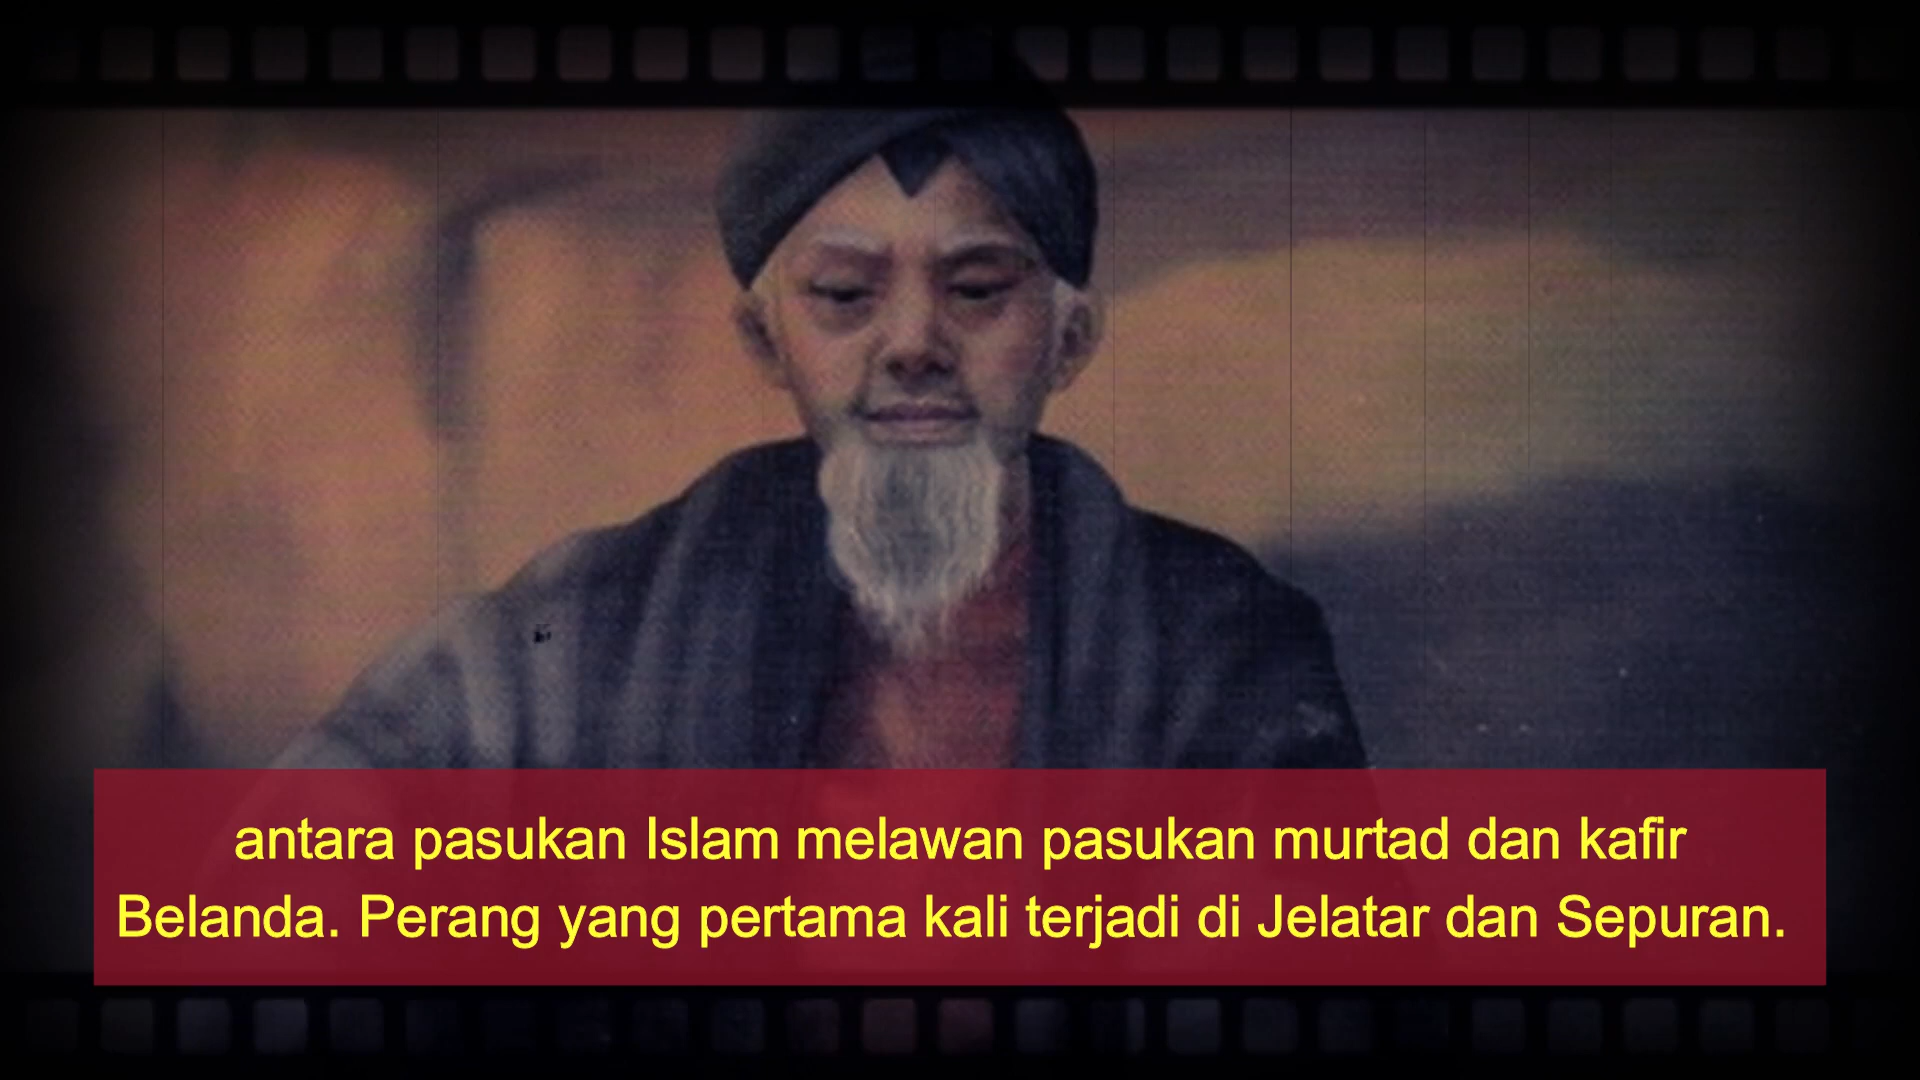 antara pasukan Islam melawan pasukan murtad dan kafir
Belanda. Perang yang pertama kali terjadi di Jelatar dan Sepuran.